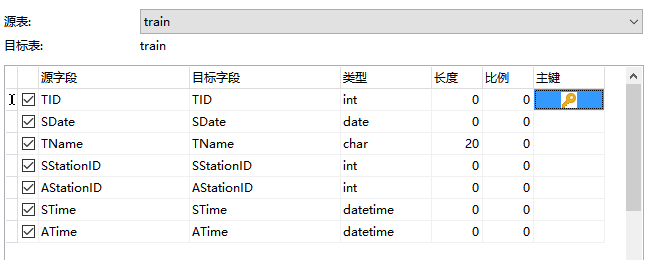 源表: train
目标表: train
源字段 目标字段 类型 长度 比例 主键
TID TID int 0 0
SDate SDate date 0 0
TName TName char 20 0
SStationID SStationID int 0 0
AStationID AStationID int 0 0
STime STime datetime 0 0
ATime ATime datetime 0 0